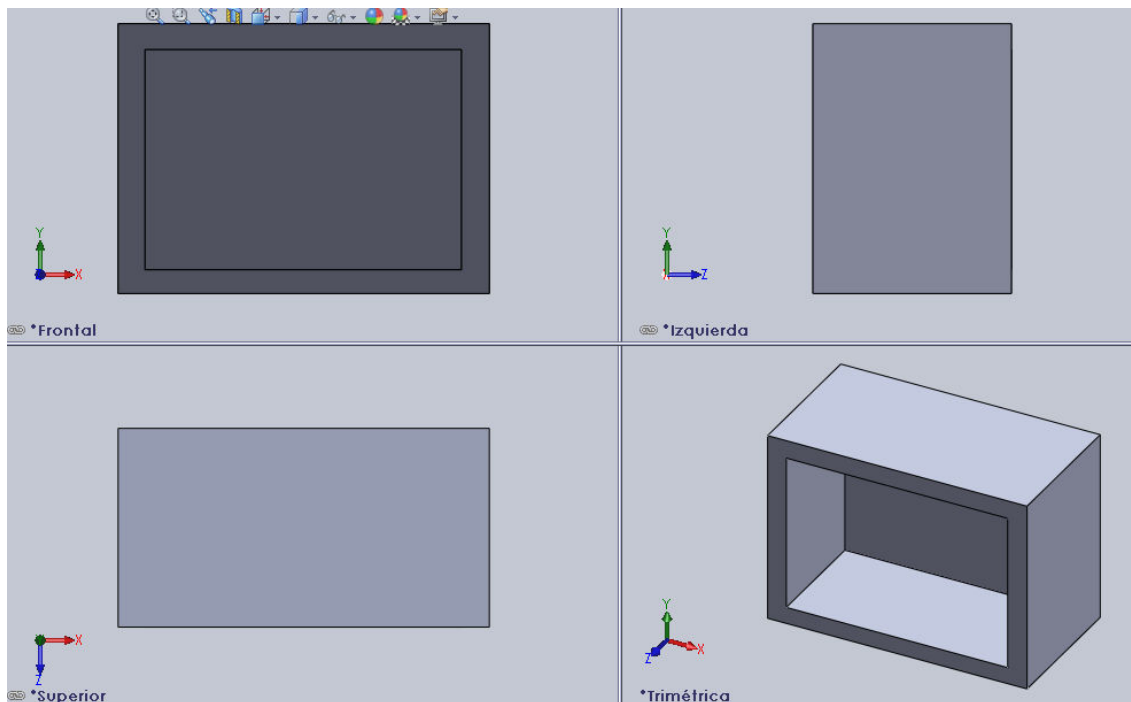 Y
X
*Frontal
Y
Z
*Izquierda
X
Z
*Superior
Y
X
Z
*Trimétrica